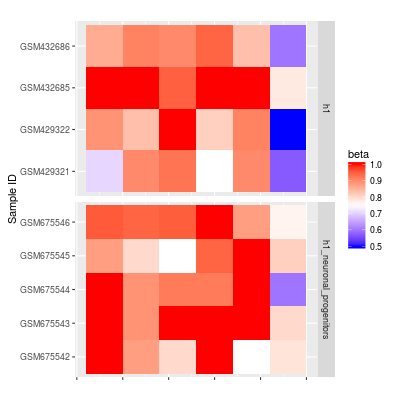 GSM432686
GSM432685
GSM429322
GSM429321
h1
GSM675546
GSM675545
GSM675544
GSM675543
GSM675542
h1_neuronal_progenitors
Sample ID
beta
1.0
0.9
0.8
0.7
0.6
0.5